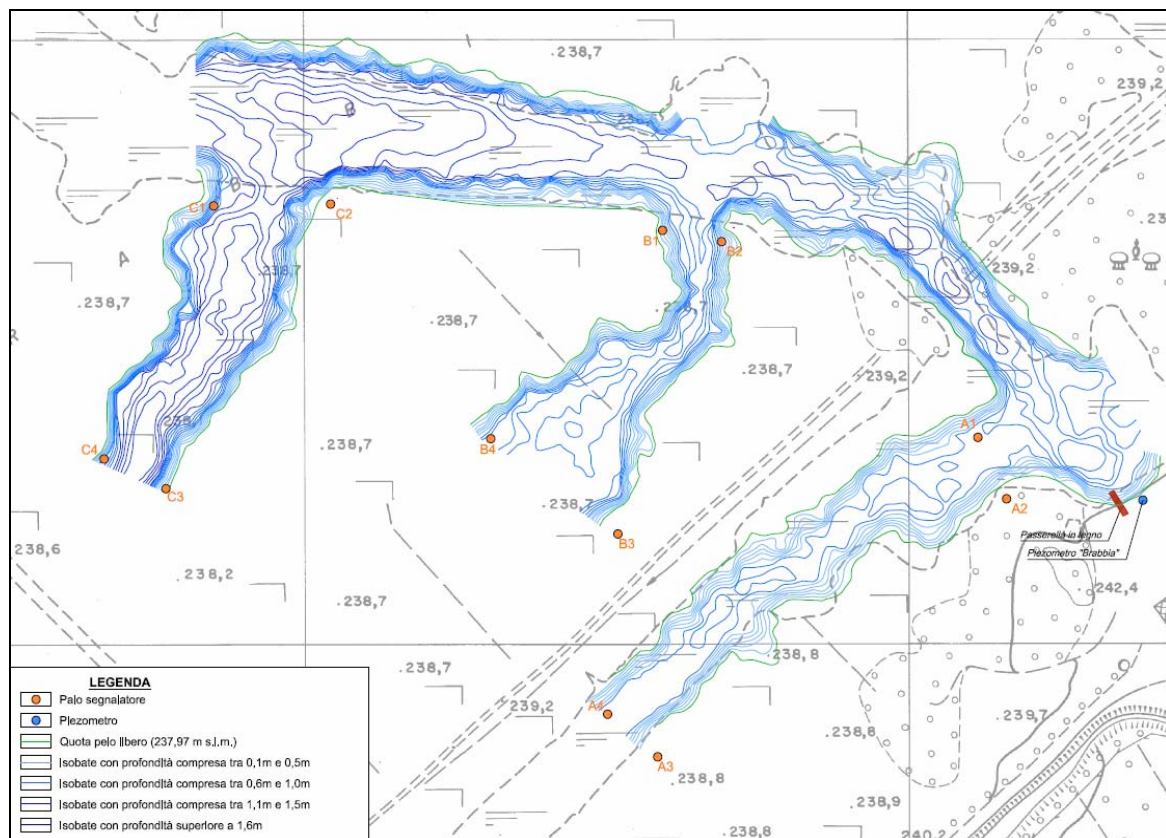 .238,7
.238,7
239,2
B
B
C1
C2
A
B1
B2
239,2
.238,7
.238,7
.238,7
239,2
.238,7
A1
C4
.238,7
B4
C3
A2
.238,7
B3
Passerella in legno
Piezometro "Brabbia"
238,6
.238,2
.238,7
242,4
.238,7
.238,8
239,2
A4
239,7
.238,8
A3
.238,8
.238,9
.238,8
240,2
LEGENDA
Palo segnalatore
Piezometro
Quota pelo libero (237,97 m s.l.m.)
Isobate con profondità compresa tra 0,1m e 0,5m
Isobate con profondità compresa tra 0,6m e 1,0m
Isobate con profondità compresa tra 1,1m e 1,5m
Isobate con profondità superiore a 1,6m